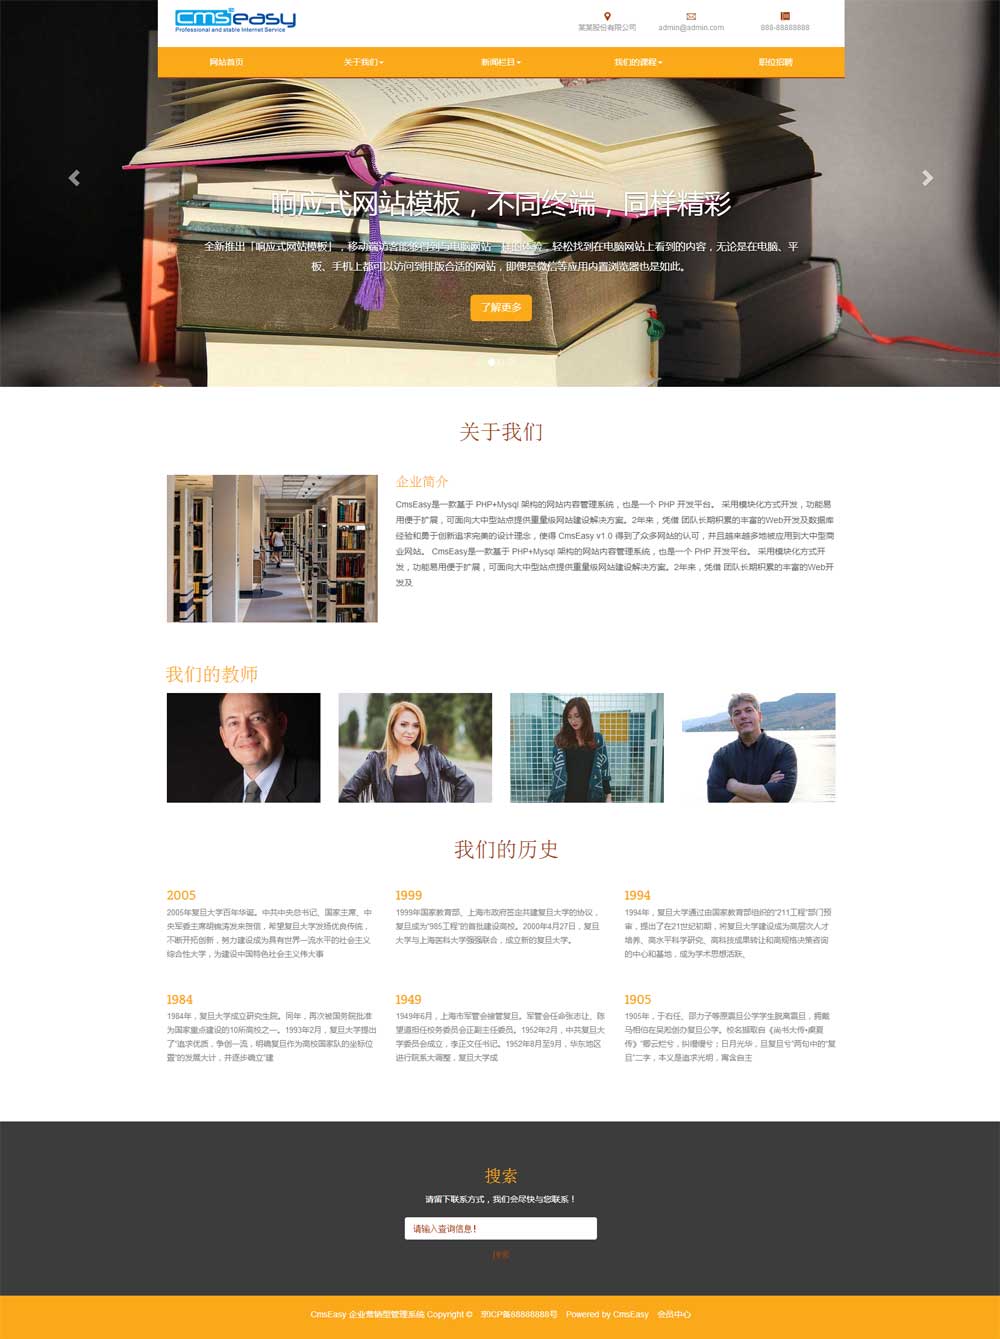 cmseasy
Professional and stable Internet Service
某某股份有限公司
admin@admin.com
888-88888888
网站首页
关于我们
新闻栏目
我们的课程
职位招聘
响应式网站模板，不同终端，同样精彩
全新推出「响应式网站模板」，移动端访客能够得到与电脑网站一样的体验，轻松找到在电脑网站上看到的内容，无论是在电脑、平
板、手机上都可以访问到排版合适的网站，即便是微信等应用内置浏览器也是如此。
了解更多
关于我们
企业简介
CmsEasy是一款基于 PHP+Mysql 架构的网站内容管理系统，也是一个 PHP 开发平台。 采用模块化方式开发，功能易
用便于扩展，可面向大中型站点提供重量级网站建设解决方案。2年来，凭借 团队长期积累的丰富的Web开发及数据库
经验和勇于创新追求完美的设计理念，使得 CmsEasy v1.0 得到了众多网站的认可，并且越来越多地被应用到大中型商
业网站。 CmsEasy是一款基于 PHP+Mysql 架构的网站内容管理系统，也是一个 PHP 开发平台。 采用模块化方式开
发，功能易用便于扩展，可面向大中型站点提供重量级网站建设解决方案。2年来，凭借 团队长期积累的丰富的Web开
发及
我们的教师
我们的历史
2005
2005年复旦大学百年华诞。中共中央总书记、国家主席、中
央军委主席胡锦涛发来贺信，希望复旦大学发扬优良传统，
不断开拓创新，努力建设成为具有世界一流水平的社会主义
综合性大学，为建设中国特色社会主义伟大事
1999
1999年国家教育部、上海市政府签定共建复旦大学的协议，
复旦成为“985工程”的首批建设高校。2000年4月27日，复旦
大学与上海医科大学强强联合，成立新的复旦大学。
1994
1994年，复旦大学通过由国家教育部组织的“211工程”部门预
审，提出了在21世纪初期，将复旦大学建设成为高层次人才
培养、高水平科学研究、高科技成果转让和高规格决策咨询
的中心和基地，成为学术思想活跃、
1984
1984年，复旦大学成立研究生院。同年，再次被国务院批准
为国家重点建设的10所高校之一。1993年2月，复旦大学提出
了“追求优质，争创一流，明确复旦作为高校国家队的坐标位
置”的发展大计，并逐步确立“建
1949
1949年6月，上海市军管会接管复旦。军管会任命张志让、陈
望道担任校务委员会正副主任委员。1952年2月，中共复旦大
学委员会成立，李正文任书记。1952年8月至9月，华东地区
进行院系大调整，复旦大学成
1905
1905年，于右任、邵力子等原震旦公学学生脱离震旦，拥戴
马相伯在吴淞创办复旦公学。校名撷取自《尚书大传•虞夏
传》“卿云烂兮，纠缦缦兮；日月光华，旦复旦兮”两句中的“复
旦”二字，本义是追求光明，寓含自主
搜索
请留下联系方式，我们会尽快与您联系！
请输入查询信息！
搜索
CmsEasy 企业营销型管理系统 Copyright © 京ICP备88888888号 Powered by CmsEasy 会员中心